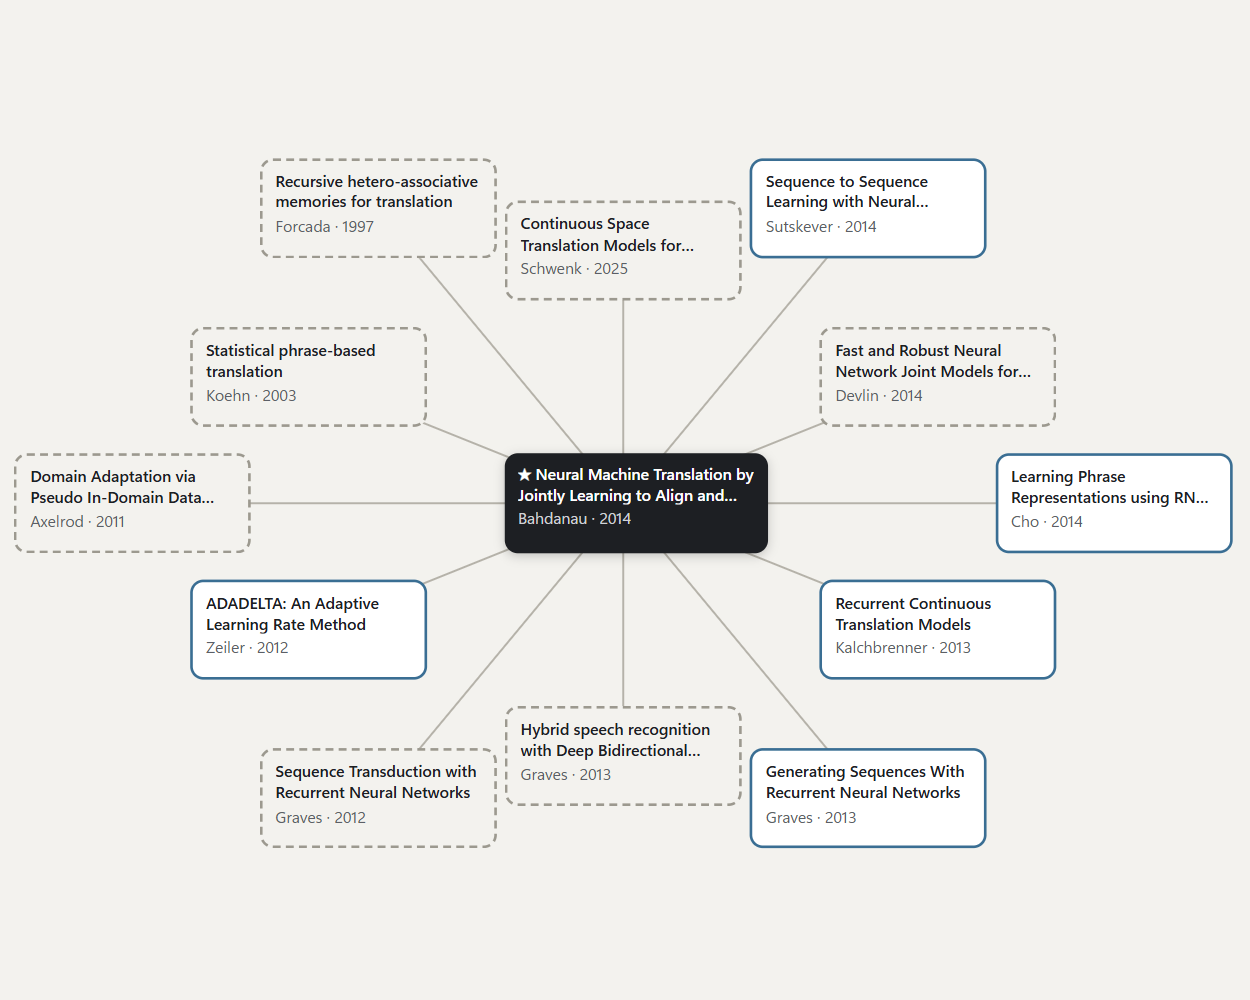 Recursive hetero-associative
memories for translation
Forcada · 1997
Continuous Space
Translation Models for...
Schwenk · 2025
Sequence to Sequence
Learning with Neural...
Sutskever · 2014
Statistical phrase-based
translation
Koehn · 2003
Fast and Robust Neural
Network Joint Models for...
Devlin · 2014
Domain Adaptation via
Pseudo In-Domain Data...
Axelrod · 2011
★ Neural Machine Translation by
Jointly Learning to Align and...
Bahdanau · 2014
Learning Phrase
Representations using RN...
Cho · 2014
ADADELTA: An Adaptive
Learning Rate Method
Zeiler · 2012
Recurrent Continuous
Translation Models
Kalchbrenner · 2013
Sequence Transduction with
Recurrent Neural Networks
Graves · 2012
Hybrid speech recognition
with Deep Bidirectional...
Graves · 2013
Generating Sequences With
Recurrent Neural Networks
Graves · 2013